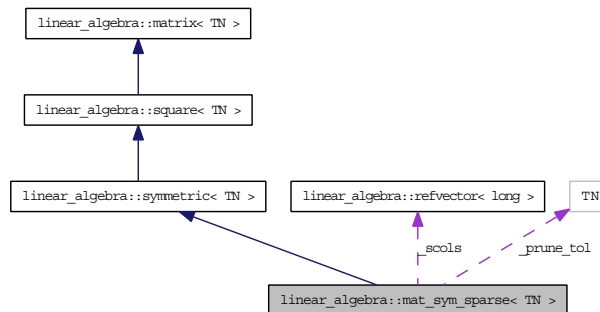 linear_algebra::matrix< TN >
linear_algebra::square< TN >
linear_algebra::symmetric< TN >
linear_algebra::refvector< long >
TN
_scols
_prune_tol
linear_algebra::mat_sym_sparse< TN >